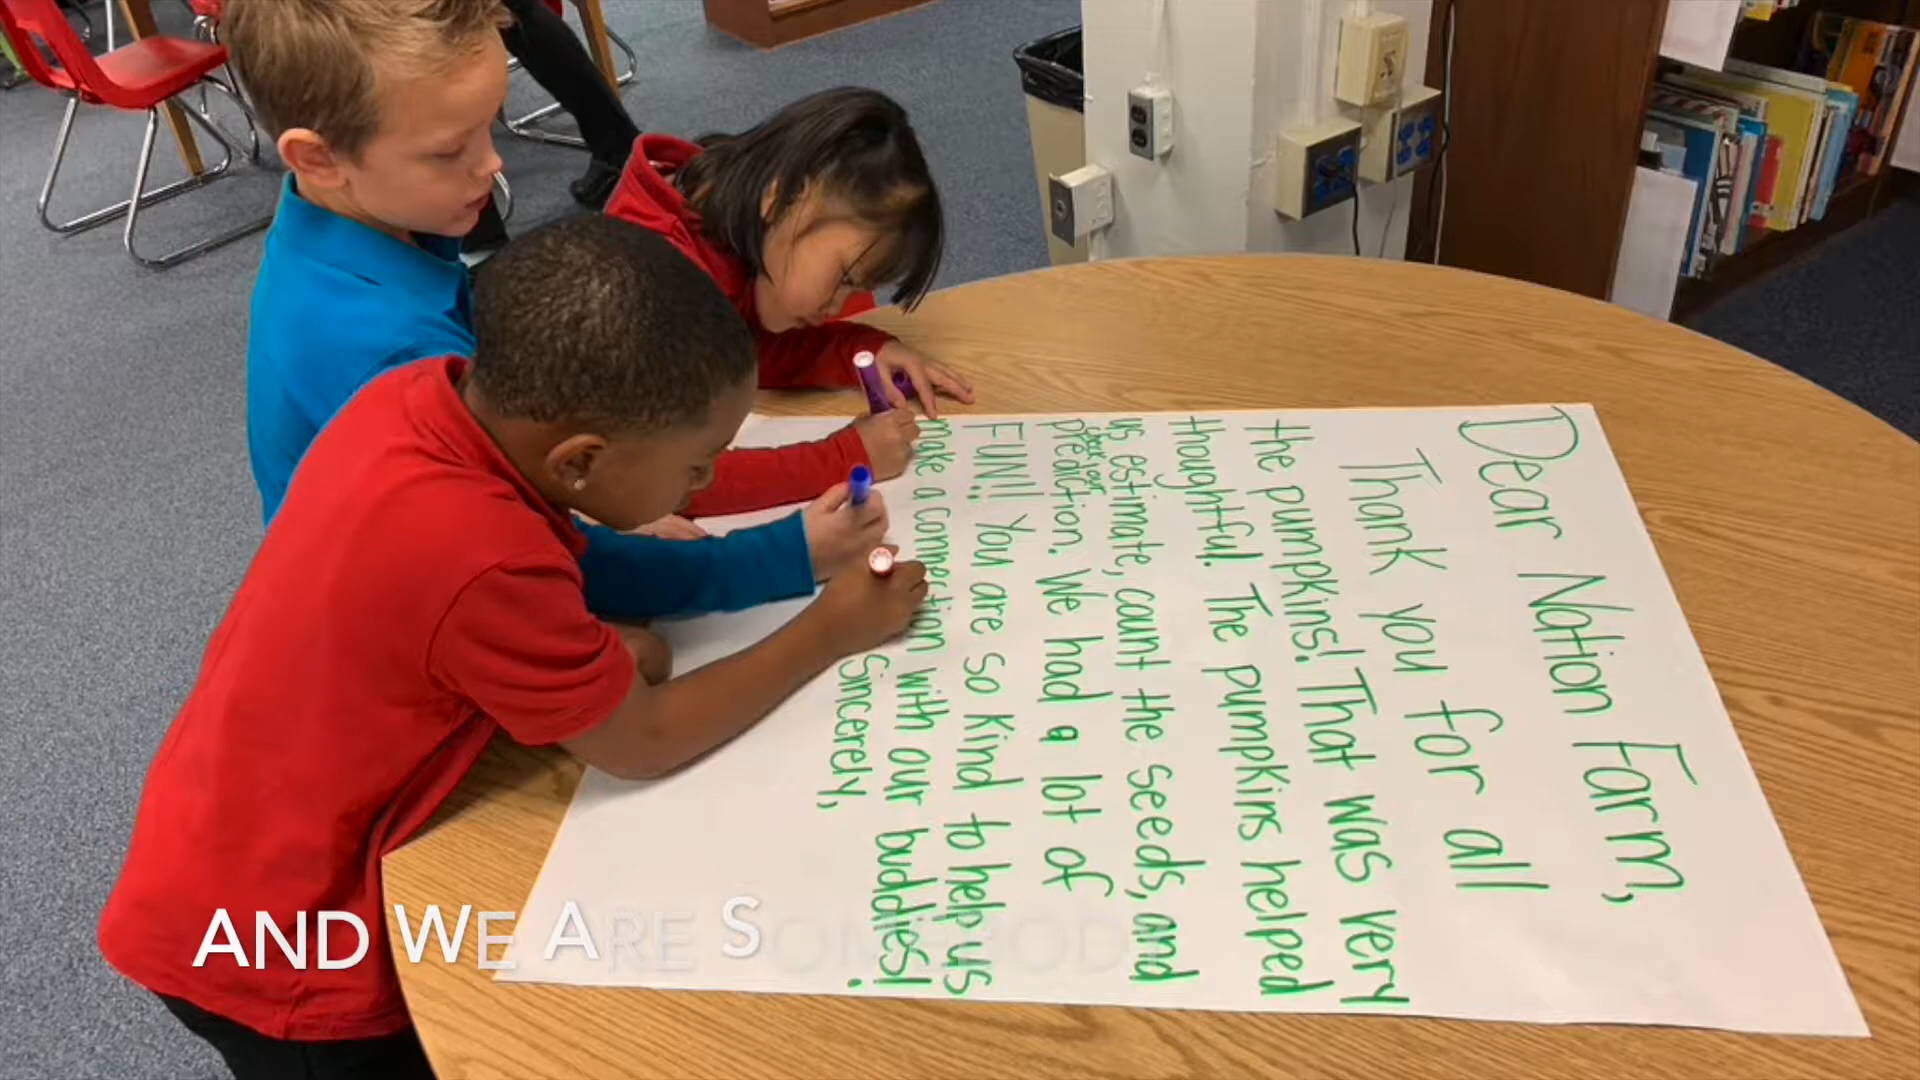 Dear Nation Farm,
Thank you for all
the pumpkins! That was very
thoughtful. The pumpkins helped
us estimate, count the seeds, and
check our
prediction. We had a lot of
FUN!! You are so kind to help us
make a connection with our buddies!
Sincerely,
AND WE ARE SOMEBOD